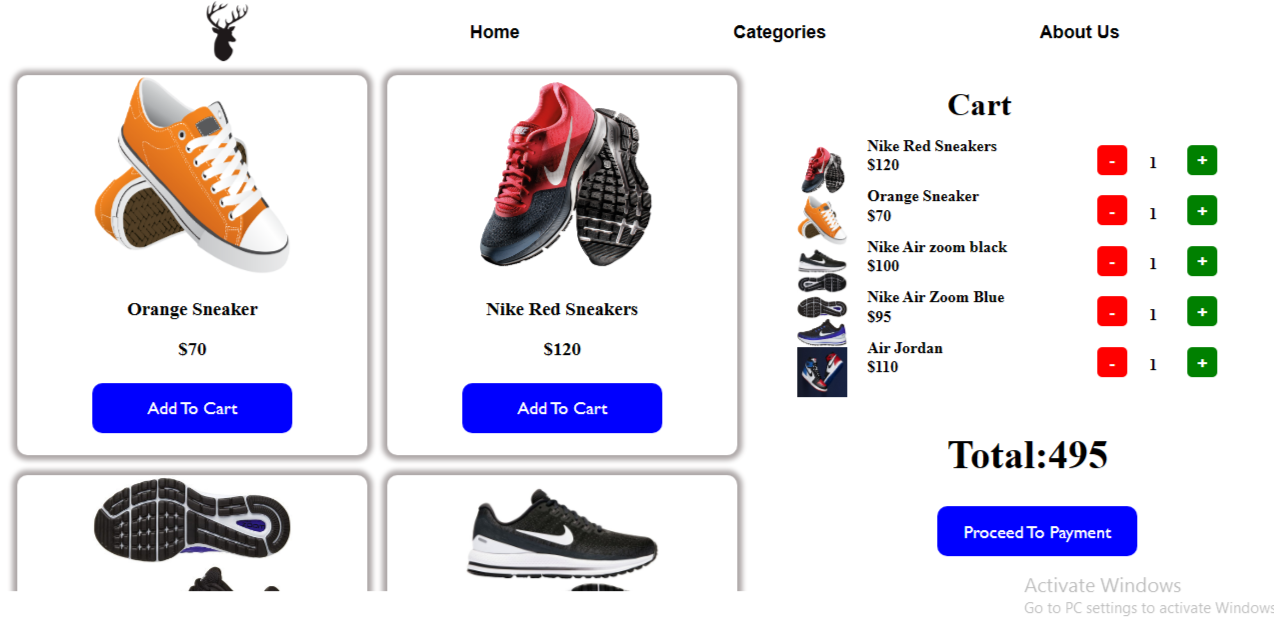 Home
Categories
About Us
Orange Sneaker
$70
Add To Cart
Nike Red Sneakers
$120
Add To Cart
Cart
Nike Red Sneakers
$120
- 1 +
Orange Sneaker
$70
- 1 +
Nike Air zoom black
$100
- 1 +
Nike Air Zoom Blue
$95
- 1 +
Air Jordan
$110
- 1 +
Total:495
Proceed To Payment
Activate Windows
Go to PC settings to activate Windows